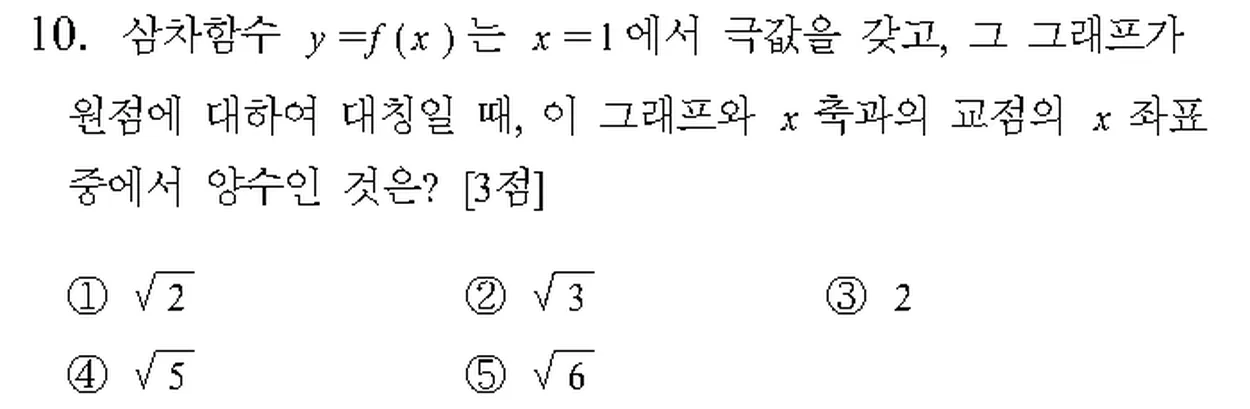 10. 삼차함수 y=f(x)는 x=1에서 극값을 갖고, 그 그래프가
원점에 대하여 대칭일 때, 이 그래프와 x축과의 교점의 x좌표
중에서 양수인 것은? [3점]
① √2 ② √3 ③ 2
④ √5 ⑤ √6